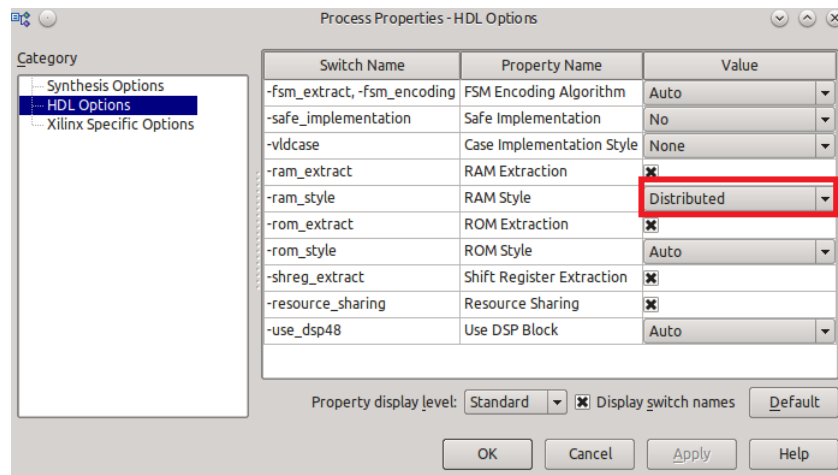 Process Properties - HDL Options
Category
Synthesis Options
HDL Options
Xilinx Specific Options
Switch Name Property Name Value
-fsm_extract, -fsm_encoding FSM Encoding Algorithm Auto
-safe_implementation Safe Implementation No
-vldcase Case Implementation Style None
-ram_extract RAM Extraction
-ram_style RAM Style Distributed
-rom_extract ROM Extraction
-rom_style ROM Style Auto
-shreg_extract Shift Register Extraction
-resource_sharing Resource Sharing
-use_dsp48 Use DSP Block Auto
Property display level: Standard Display switch names Default
OK Cancel Apply Help